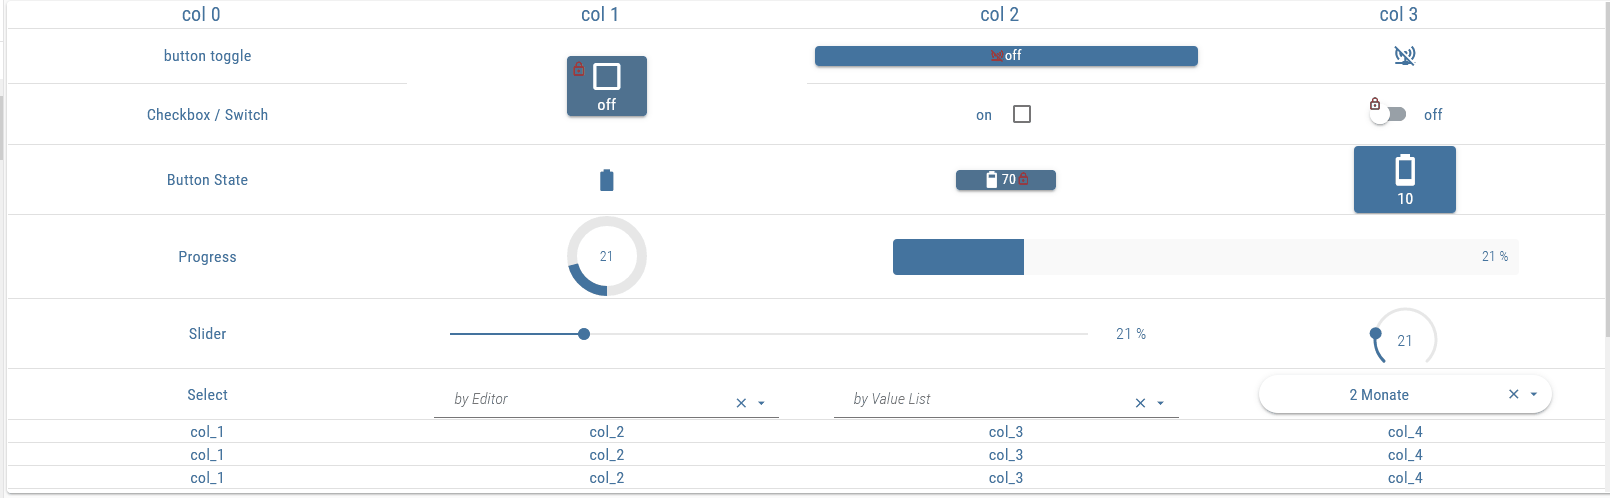 col 0 col 1 col 2 col 3
button toggle off off
Checkbox / Switch on off
Button State 70 10
Progress 21 21 %
Slider 21 % 21
Select by Editor by Value List 2 Monate
col_1 col_2 col_3 col_4
col_1 col_2 col_3 col_4
col_1 col_2 col_3 col_4